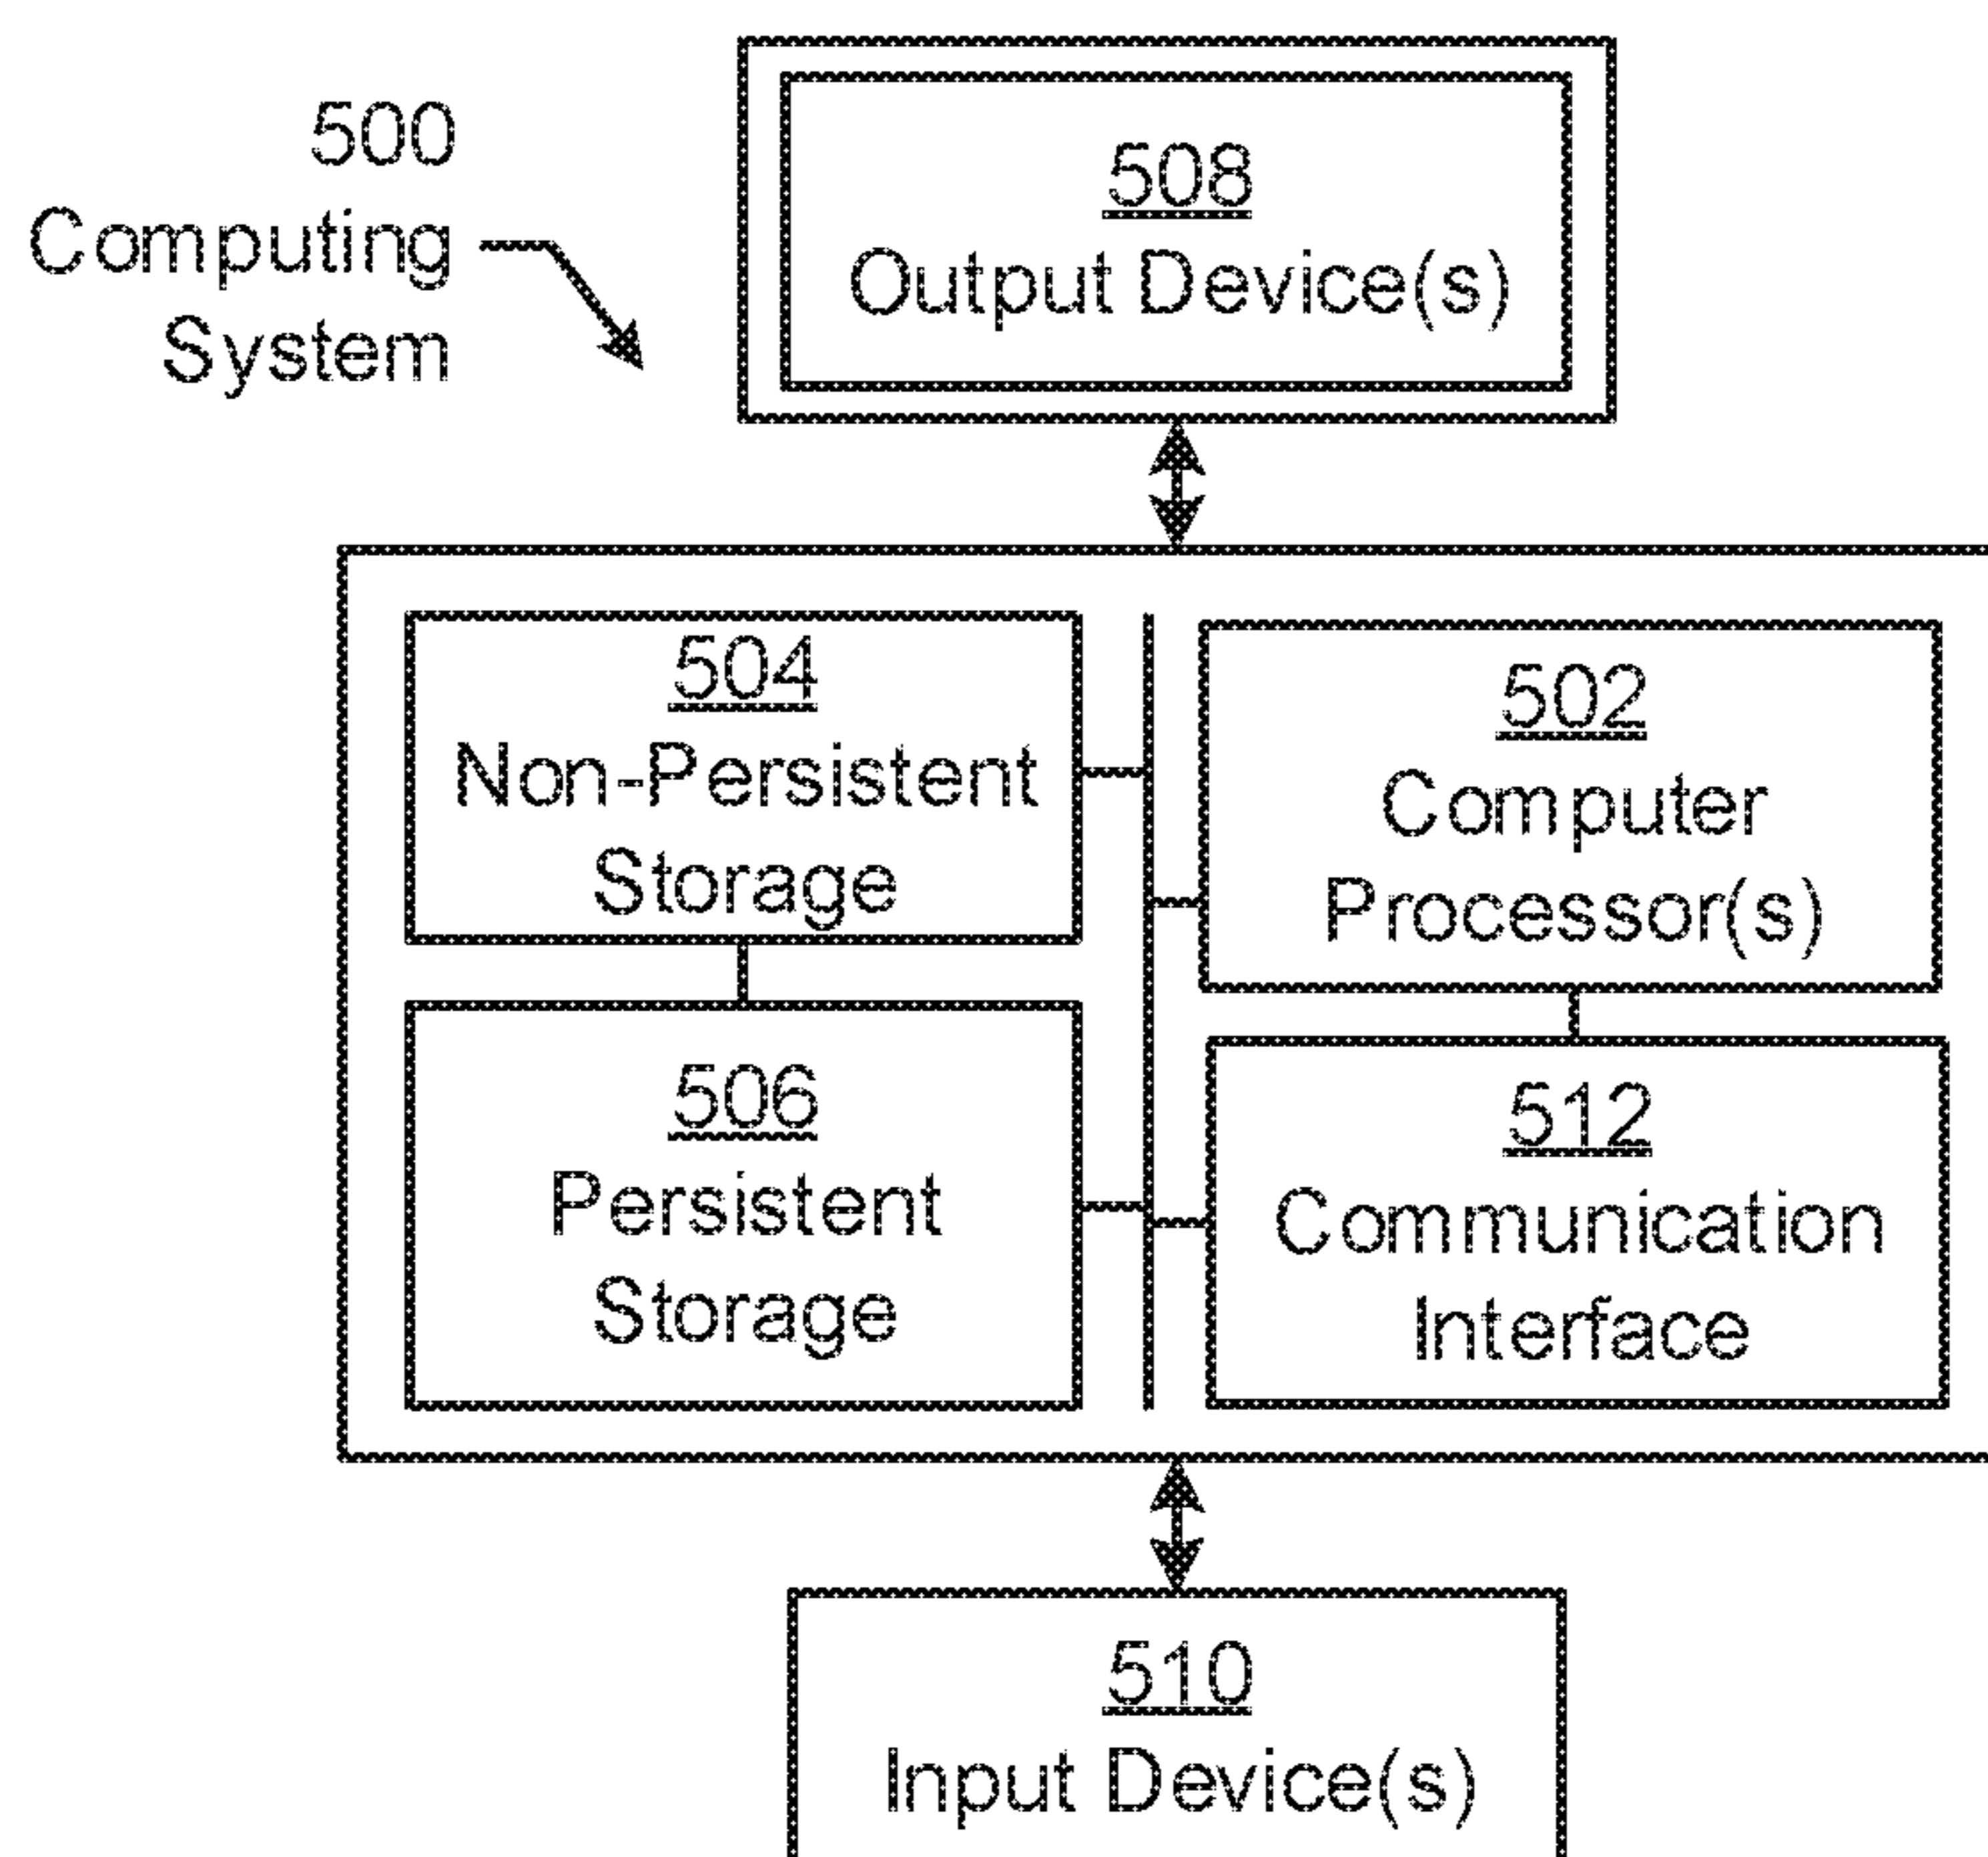 500
Computing
System
508
Output Device(s)
504
Non-Persistent
Storage
502
Computer
Processor(s)
506
Persistent
Storage
512
Communication
Interface
510
Input Device(s)